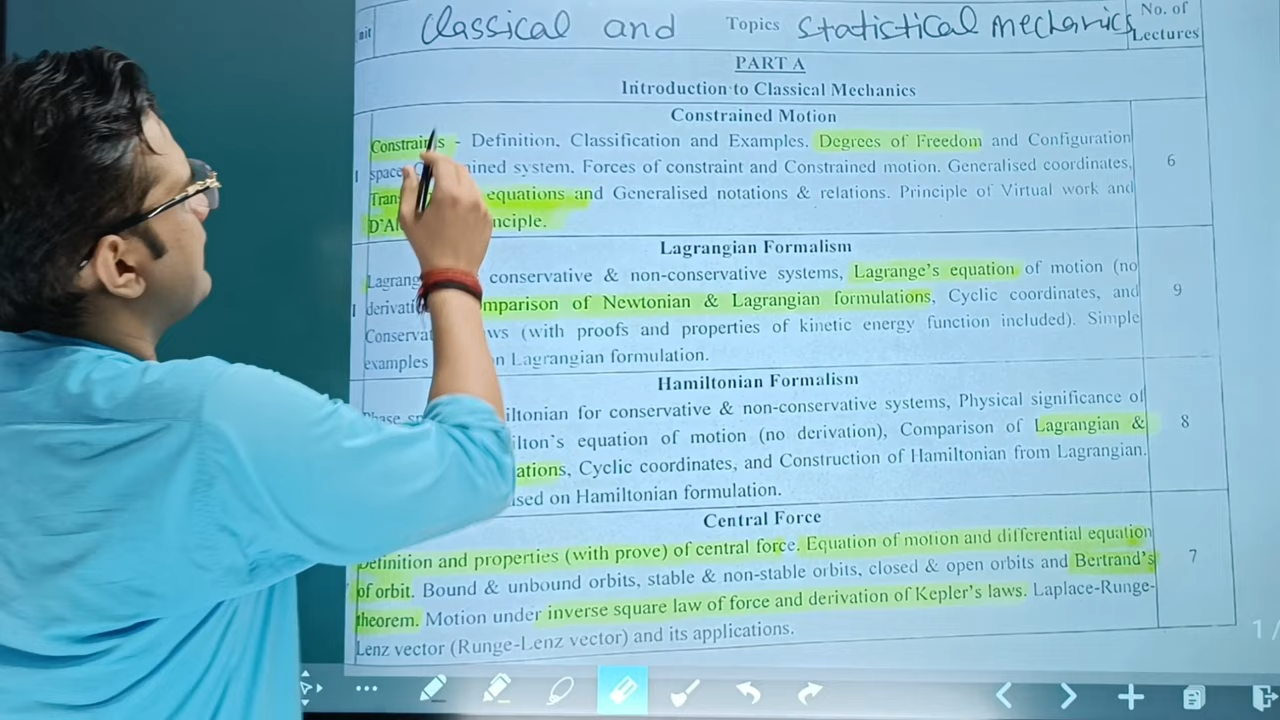 nit Classical and Topics statistical mechanics No. of Lectures
PART A
Introduction to Classical Mechanics
Constrained Motion
Constraints - Definition, Classification and Examples. Degrees of Freedom and Configuration
I space ined system, Forces of constraint and Constrained motion. Generalised coordinates, 6
Tran equations and Generalised notations & relations. Principle of Virtual work and
D'Al nciple.
Lagrangian Formalism
Lagrang conservative & non-conservative systems, Lagrange's equation of motion (no
I derivati mparison of Newtonian & Lagrangian formulations, Cyclic coordinates, and 9
Conservat ws (with proofs and properties of kinetic energy function included). Simple
examples n Lagrangian formulation.
Hamiltonian Formalism
Phase sp iltonian for conservative & non-conservative systems, Physical significance of
ilton's equation of motion (no derivation), Comparison of Lagrangian & 8
ations, Cyclic coordinates, and Construction of Hamiltonian from Lagrangian.
sed on Hamiltonian formulation.
Central Force
Definition and properties (with prove) of central force. Equation of motion and differential equation
of orbit. Bound & unbound orbits, stable & non-stable orbits, closed & open orbits and Bertrand's 7
theorem. Motion under inverse square law of force and derivation of Kepler's laws. Laplace-Runge-
Lenz vector (Runge-Lenz vector) and its applications.
1/